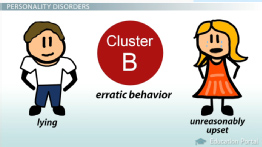 PERSONALITY DISORDERS
Cluster
B
erratic behavior
lying
unreasonably
upset
Education Portal